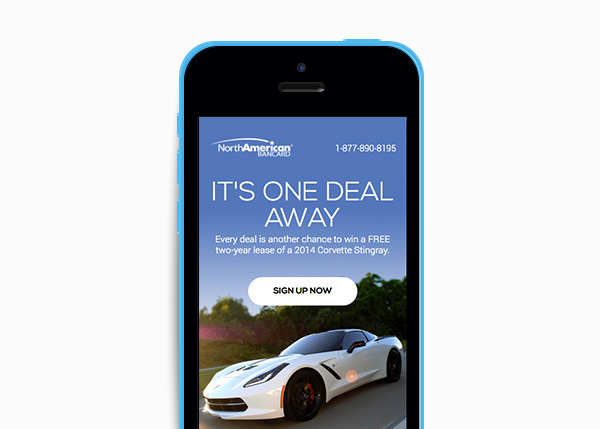 NorthAmerican®
BANCARD
1-877-890-8195
IT'S ONE DEAL
AWAY
Every deal is another chance to win a FREE
two-year lease of a 2014 Corvette Stingray.
SIGN UP NOW